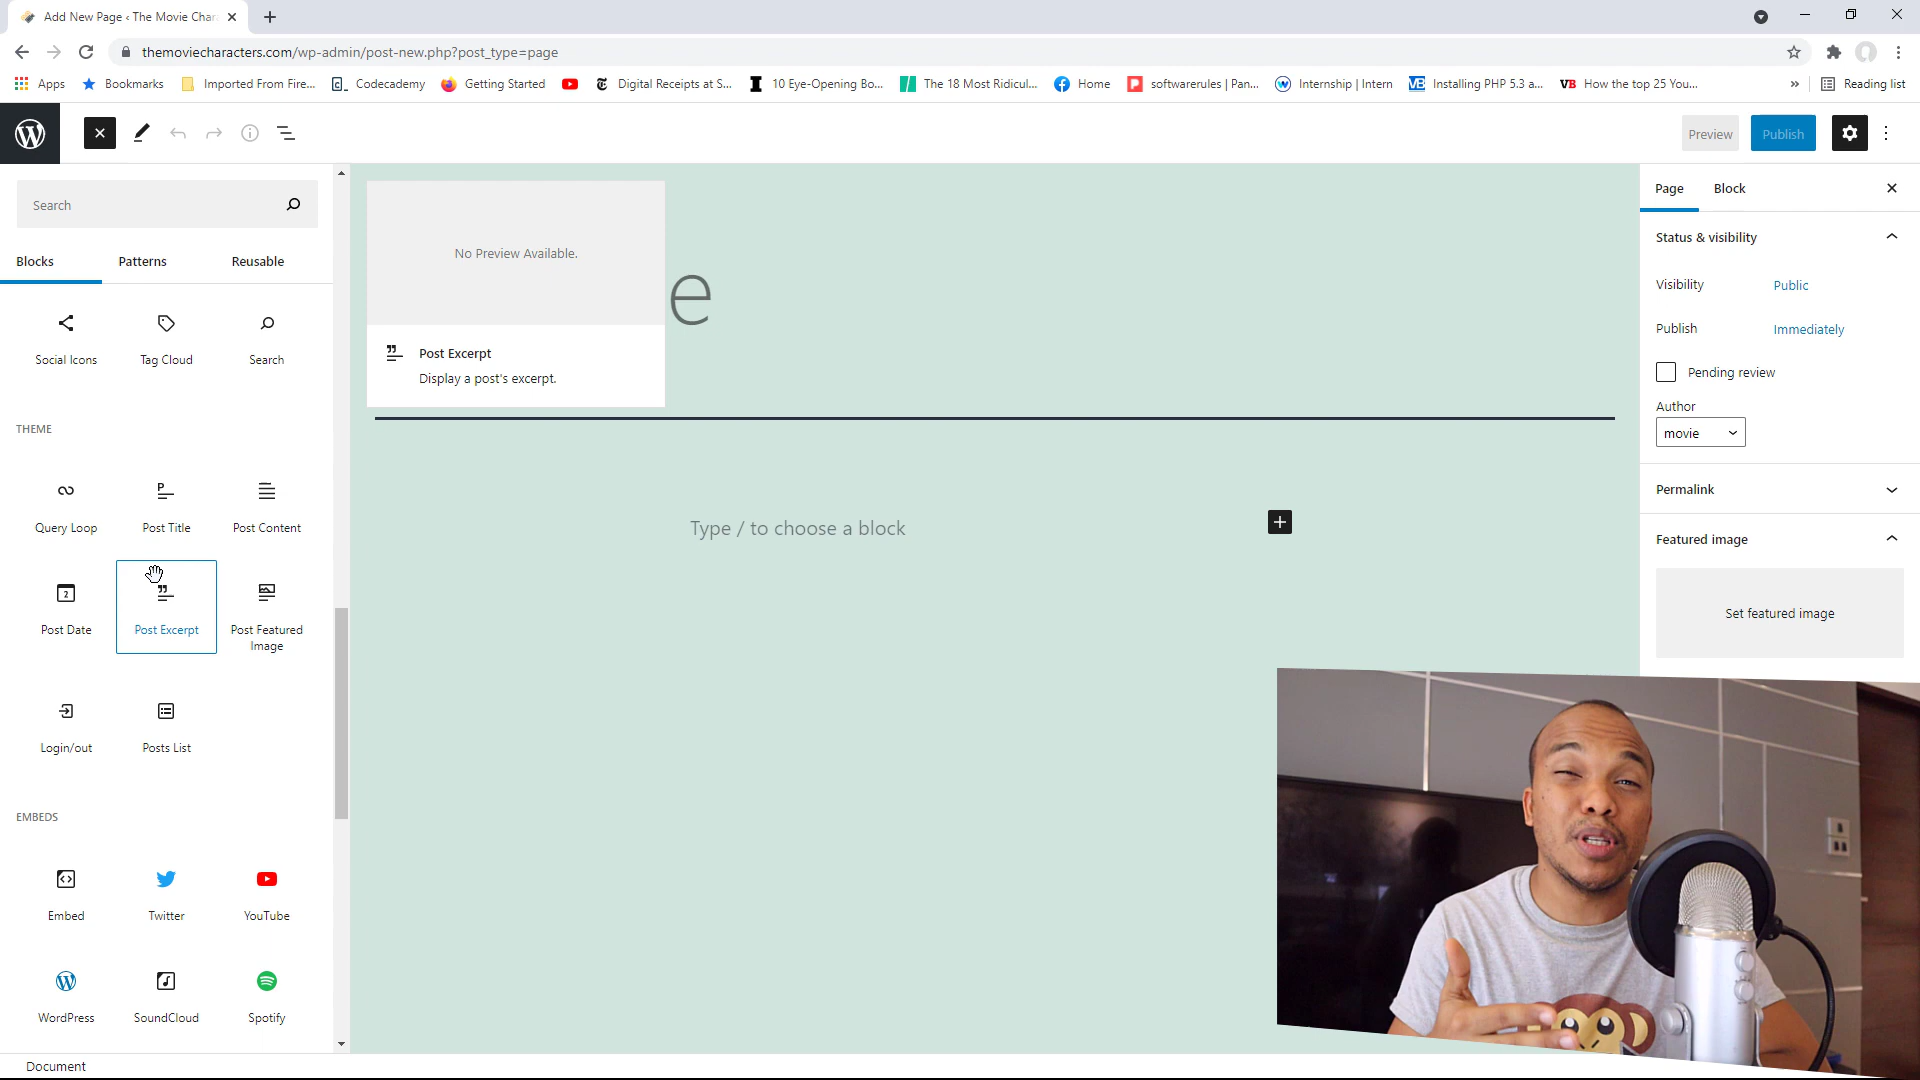 Add New Page ‹ The Movie Chara
themoviecharacters.com/wp-admin/post-new.php?post_type=page
Apps
Bookmarks
Imported From Fire...
Codecademy
Getting Started
Digital Receipts at S...
10 Eye-Opening Bo...
The 18 Most Ridicul...
Home
softwarerules | Pan...
Internship | Intern
Installing PHP 5.3 a...
How the top 25 You...
»
Reading list
Preview
Publish
Search
Blocks
Patterns
Reusable
Social Icons
Tag Cloud
Search
THEME
Query Loop
Post Title
Post Content
Post Date
Post Excerpt
Post Featured
Image
Login/out
Posts List
EMBEDS
Embed
Twitter
YouTube
WordPress
SoundCloud
Spotify
Document
No Preview Available.
Post Excerpt
Display a post's excerpt.
e
Type / to choose a block
Page
Block
Status & visibility
Visibility
Public
Publish
Immediately
Pending review
Author
movie
Permalink
Featured image
Set featured image